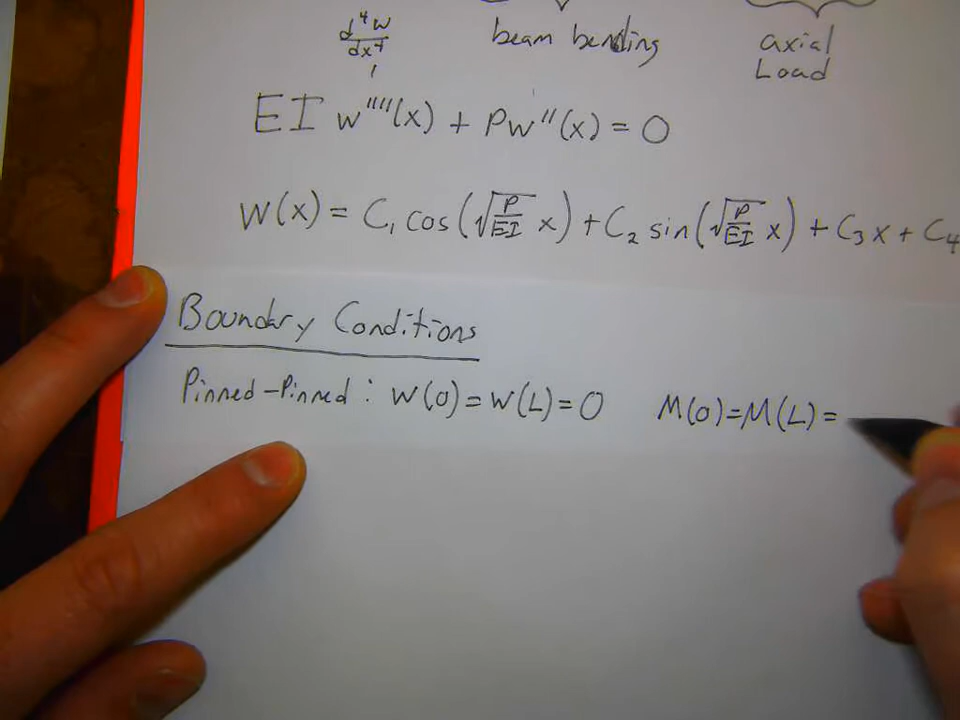 d⁴w
dx⁴
beam bending
axial
Load
EI w''''(x) + Pw''(x) = 0
W(x) = C₁ cos(√(P/EI) x) + C₂ sin(√(P/EI) x) + C₃x + C₄
Boundary Conditions
Pinned-Pinned: W(0)=W(L)=0 M(0)=M(L)=